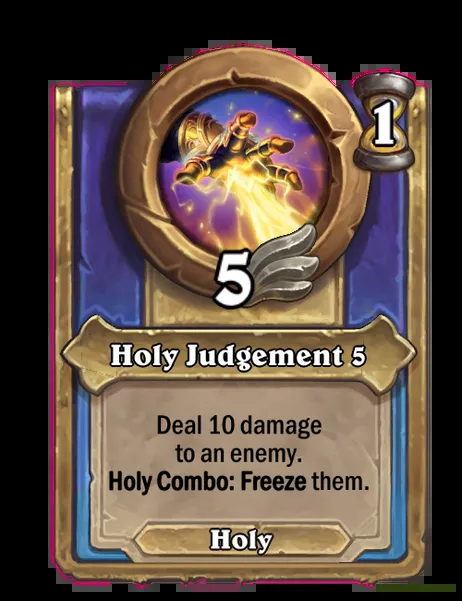 1
5
Holy Judgement 5
Deal 10 damage
to an enemy.
Holy Combo: Freeze them.
Holy